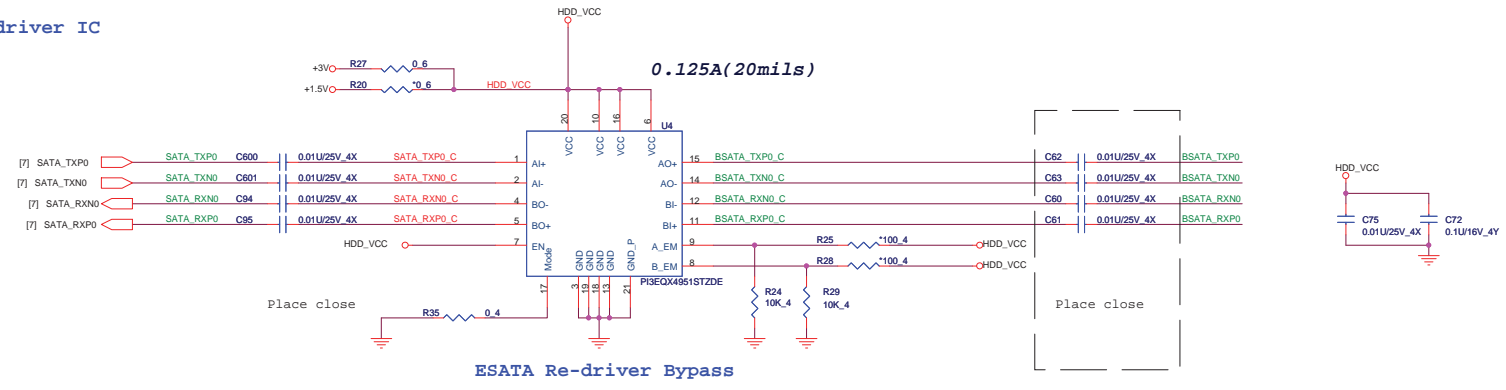 driver IC
HDD_VCC
0.125A(20mils)
+3V R27 0_6
+1.5V R20 *0_6 HDD_VCC
U4
20 10 16 6
VCC VCC VCC VCC
[7] SATA_TXP0 SATA_TXP0 C600 0.01U/25V_4X SATA_TXP0_C 1 AI+ AO+ 15 BSATA_TXP0_C C62 0.01U/25V_4X BSATA_TXP0
[7] SATA_TXN0 SATA_TXN0 C601 0.01U/25V_4X SATA_TXN0_C 2 AI- AO- 14 BSATA_TXN0_C C63 0.01U/25V_4X BSATA_TXN0
[7] SATA_RXN0 SATA_RXN0 C94 0.01U/25V_4X SATA_RXN0_C 4 BO- BI- 12 BSATA_RXN0_C C60 0.01U/25V_4X BSATA_RXN0
[7] SATA_RXP0 SATA_RXP0 C95 0.01U/25V_4X SATA_RXP0_C 5 BO+ BI+ 11 BSATA_RXP0_C C61 0.01U/25V_4X BSATA_RXP0
HDD_VCC 7 EN A_EM 9 R25 *100_4 HDD_VCC
B_EM 8 R28 *100_4 HDD_VCC
Mode GND GND GND GND GND_P
17 3 19 18 13 21
PI3EQX4951STZDE
R24
10K_4
R29
10K_4
HDD_VCC
C75
0.01U/25V_4X
C72
0.1U/16V_4Y
Place close
Place close
R35 0_4
ESATA Re-driver Bypass